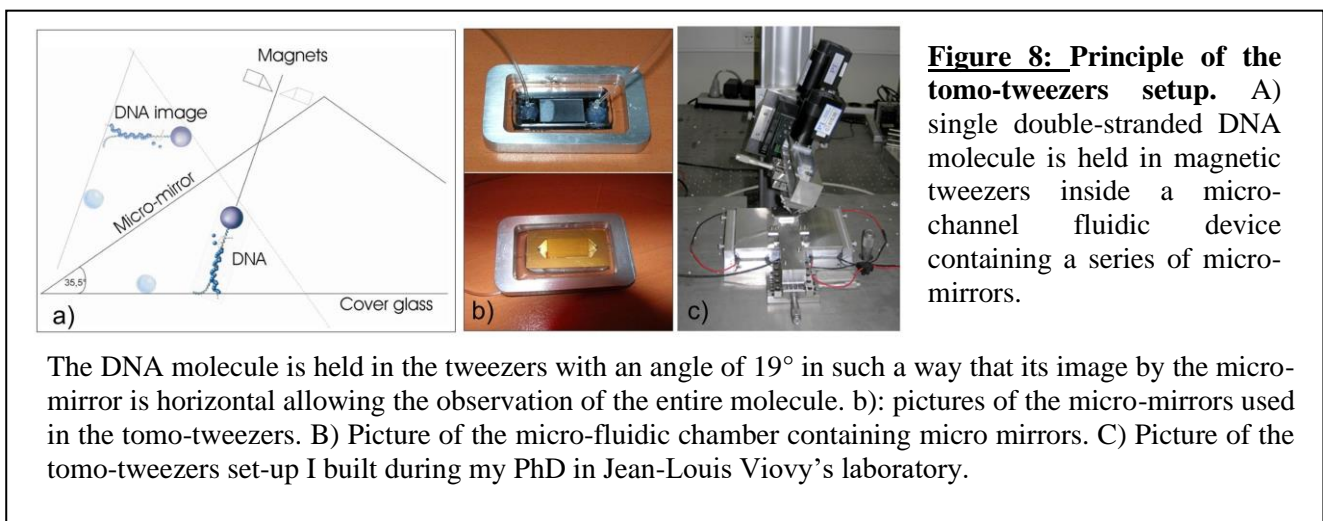 Magnets
DNA image
Micro-mirror
DNA
35,5°
Cover glass
a)
b)
c)
Figure 8: Principle of the
tomo-tweezers setup. A)
single double-stranded DNA
molecule is held in magnetic
tweezers inside a micro-
channel fluidic device
containing a series of micro-
mirrors.
The DNA molecule is held in the tweezers with an angle of 19° in such a way that its image by the micro-
mirror is horizontal allowing the observation of the entire molecule. b): pictures of the micro-mirrors used
in the tomo-tweezers. B) Picture of the micro-fluidic chamber containing micro mirrors. C) Picture of the
tomo-tweezers set-up I built during my PhD in Jean-Louis Viovy’s laboratory.